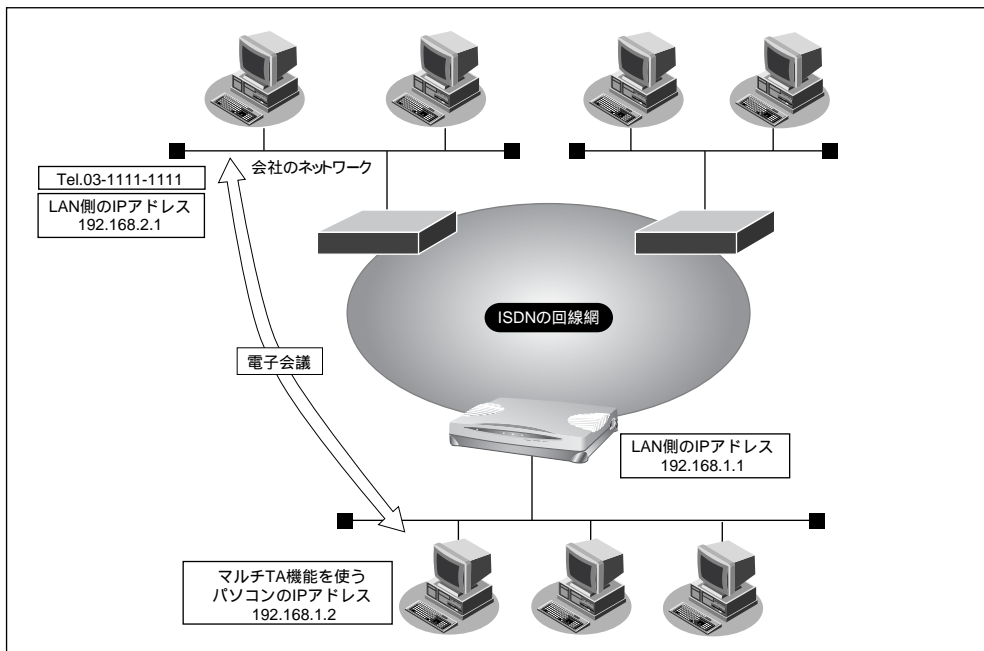 会社のネットワーク
Tel.03-1111-1111
LAN側のIPアドレス
192.168.2.1
ISDNの回線網
電子会議
LAN側のIPアドレス
192.168.1.1
マルチTA機能を使う
パソコンのIPアドレス
192.168.1.2